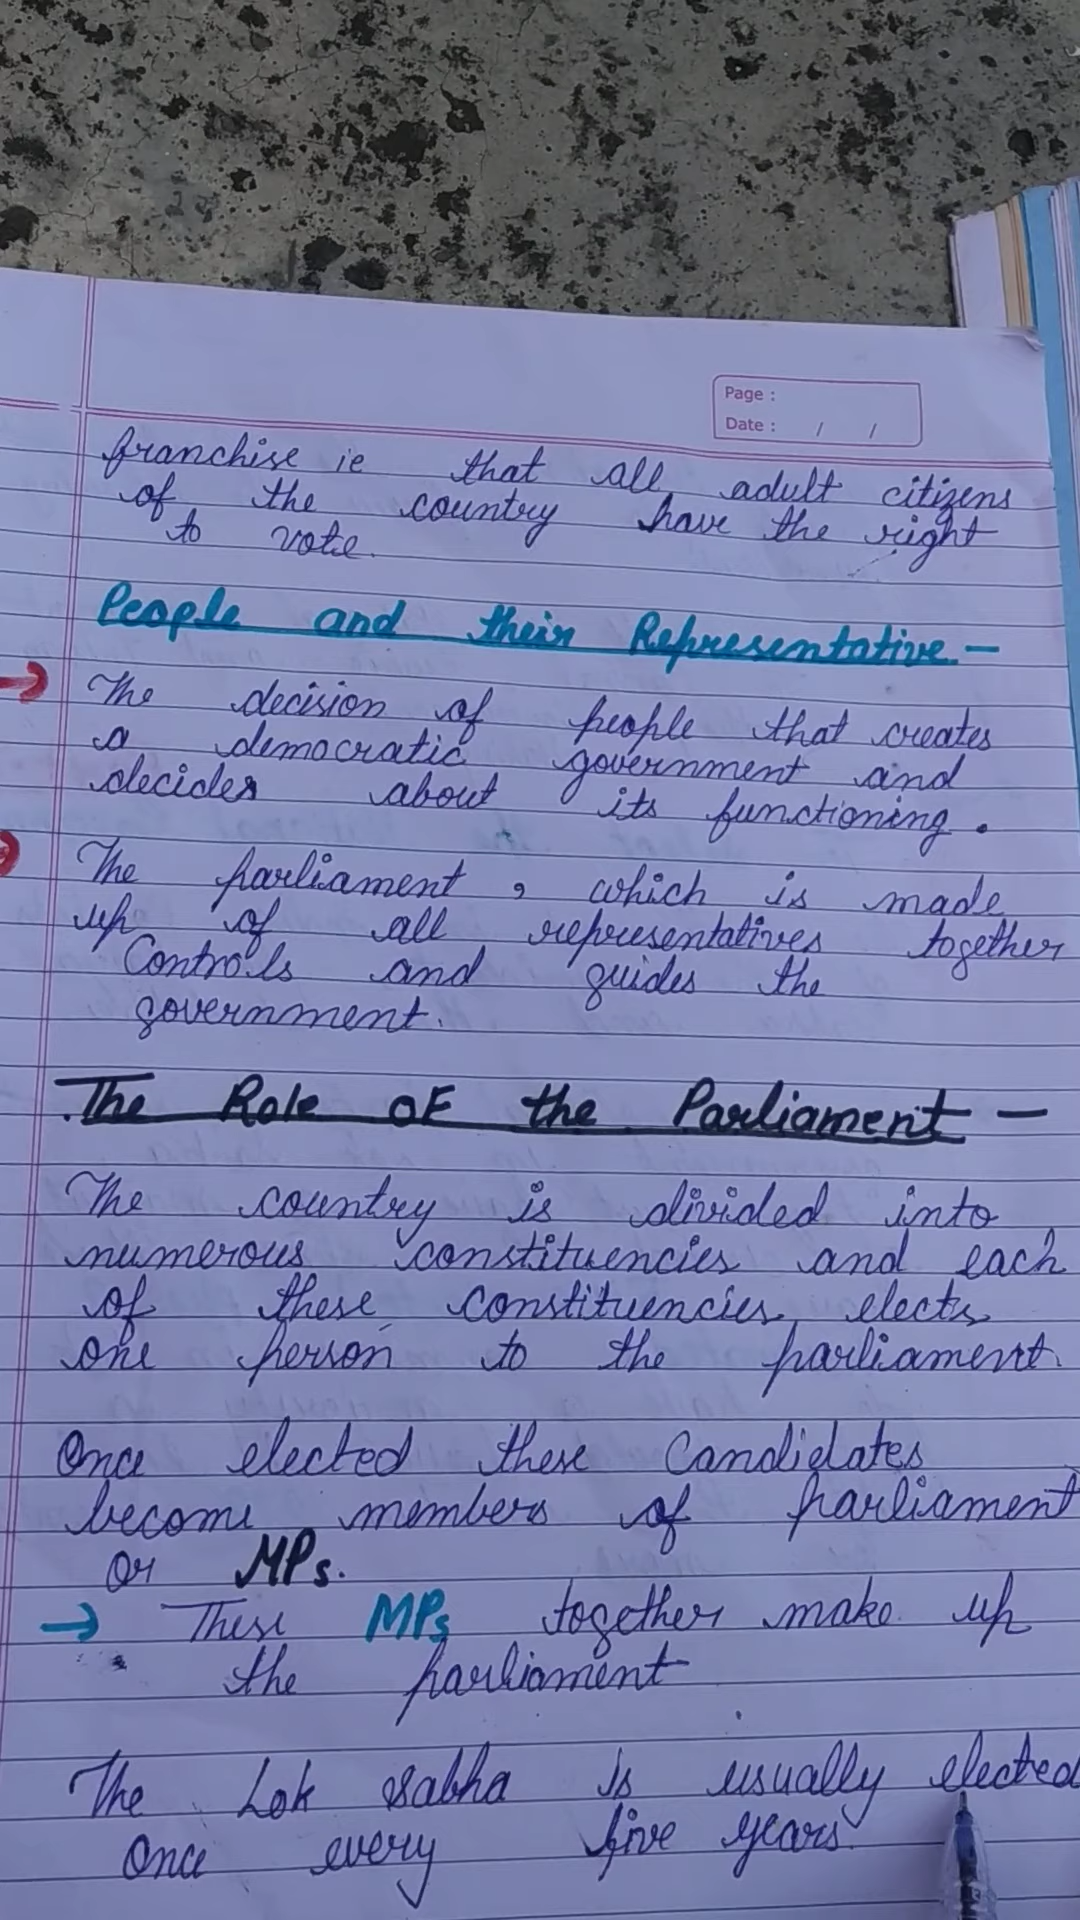 Page :
Date : / /
franchise ie that all adult citizens
of the country have the right
to vote.
People and their Representative -
→ The decision of people that creates
a democratic government and
decides about its functioning.
The parliament, which is made
up of all representatives together
Controls and guides the
government.
The Role oF the Parliament -
The country is divided into
numerous constituencies and each
of these constituencies elects
one person to the parliament.
Once elected these Candidates
become members of parliament
Or MPs.
→ These MPs together make up
the parliament
The Lok sabha Is usually elected
Once every five years.